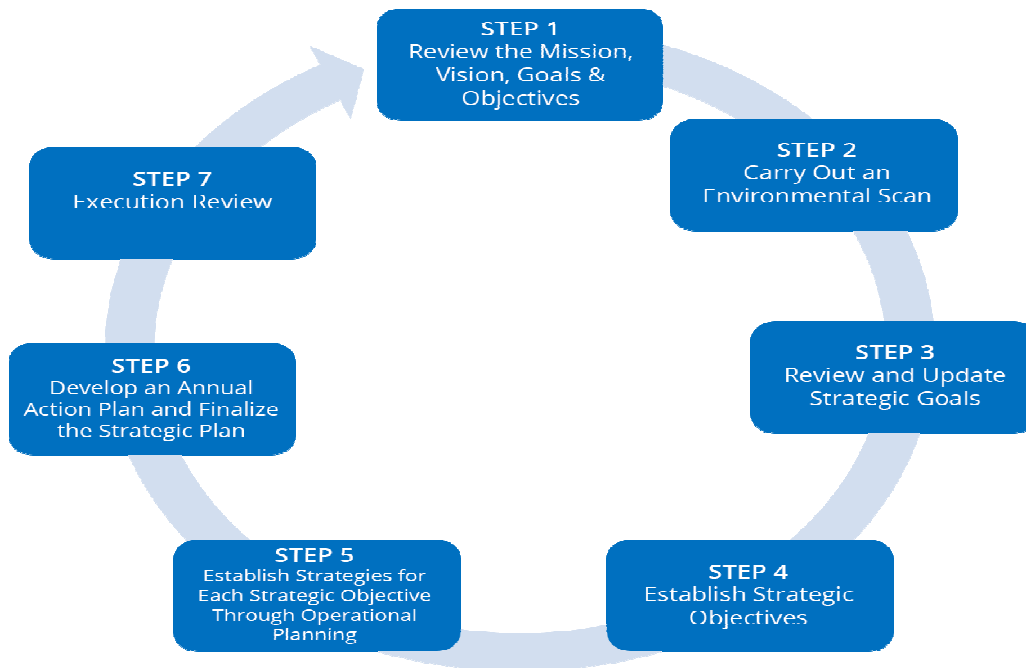 STEP 1
Review the Mission,
Vision, Goals &
Objectives
STEP 2
Carry Out an
Environmental Scan
STEP 3
Review and Update
Strategic Goals
STEP 4
Establish Strategic
Objectives
STEP 5
Establish Strategies for
Each Strategic Objective
Through Operational
Planning
STEP 6
Develop an Annual
Action Plan and Finalize
the Strategic Plan
STEP 7
Execution Review